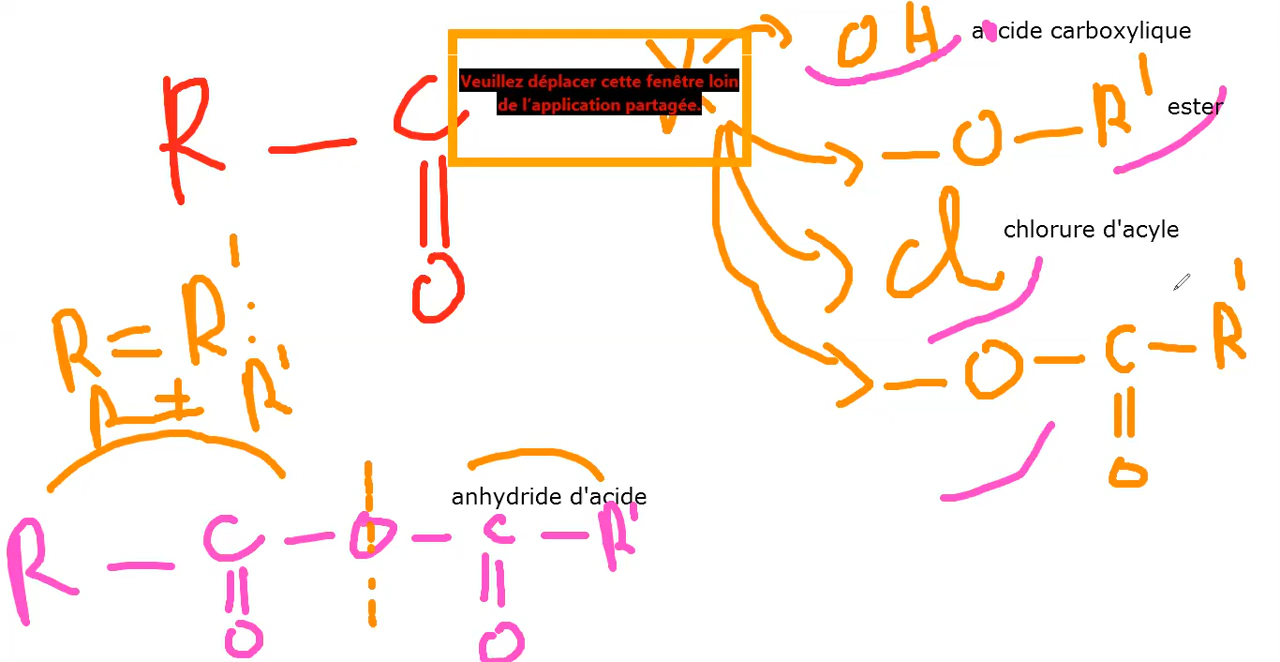 OH
acide carboxylique
R — C
Veuillez déplacer cette fenêtre loin
de l'application partagée.
Y
— O — R'
ester
||
O
Cl
chlorure d'acyle
R = R' :
R ≠ R'
— O — C — R'
||
O
anhydride d'acide
R — C — O — C — R'
|| ||
O O